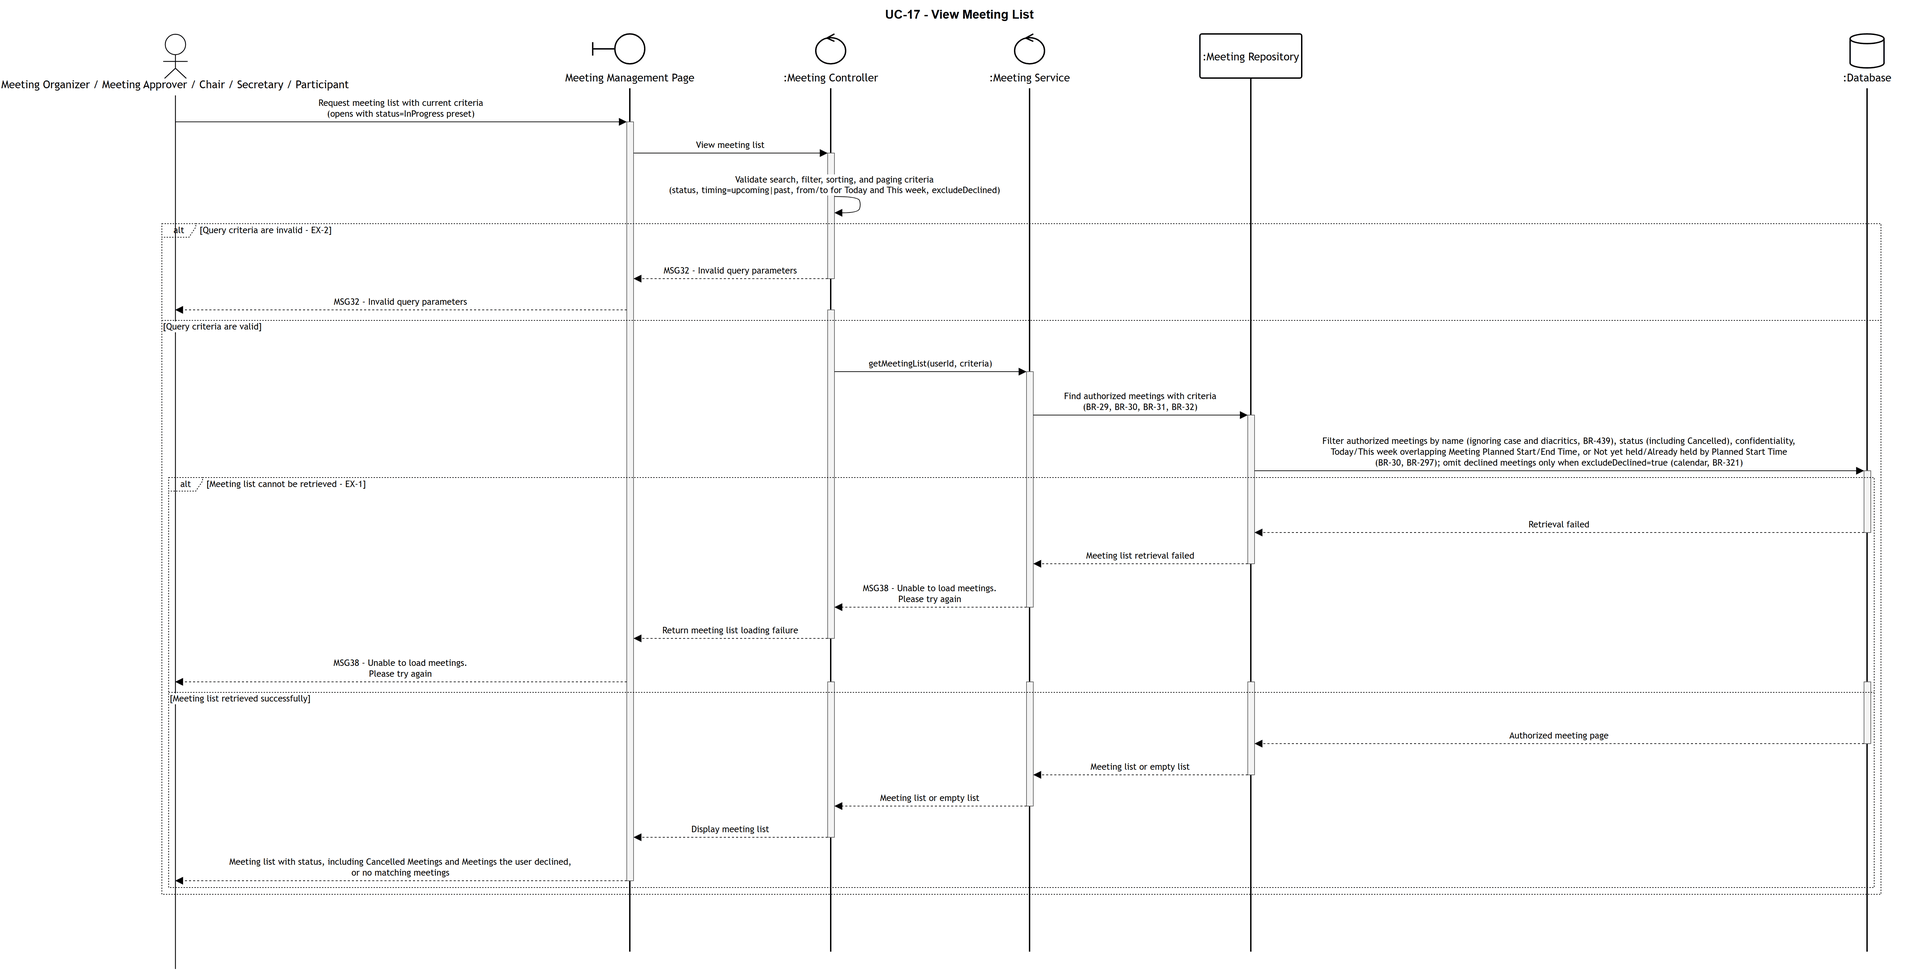 UC-17 - View Meeting List
Meeting Organizer / Meeting Approver / Chair / Secretary / Participant
Meeting Management Page
:Meeting Controller
:Meeting Service
:Meeting Repository
:Database
Request meeting list with current criteria
(opens with status=InProgress preset)
View meeting list
Validate search, filter, sorting, and paging criteria
(status, timing=upcoming|past, from/to for Today and This week, excludeDeclined)
alt
[Query criteria are invalid - EX-2]
MSG32 - Invalid query parameters
MSG32 - Invalid query parameters
[Query criteria are valid]
getMeetingList(userId, criteria)
Find authorized meetings with criteria
(BR-29, BR-30, BR-31, BR-32)
Filter authorized meetings by name (ignoring case and diacritics, BR-439), status (including Cancelled), confidentiality,
Today/This week overlapping Meeting Planned Start/End Time, or Not yet held/Already held by Planned Start Time
(BR-30, BR-297); omit declined meetings only when excludeDeclined=true (calendar, BR-321)
alt
[Meeting list cannot be retrieved - EX-1]
Retrieval failed
Meeting list retrieval failed
MSG38 - Unable to load meetings.
Please try again
Return meeting list loading failure
MSG38 - Unable to load meetings.
Please try again
[Meeting list retrieved successfully]
Authorized meeting page
Meeting list or empty list
Meeting list or empty list
Display meeting list
Meeting list with status, including Cancelled Meetings and Meetings the user declined,
or no matching meetings